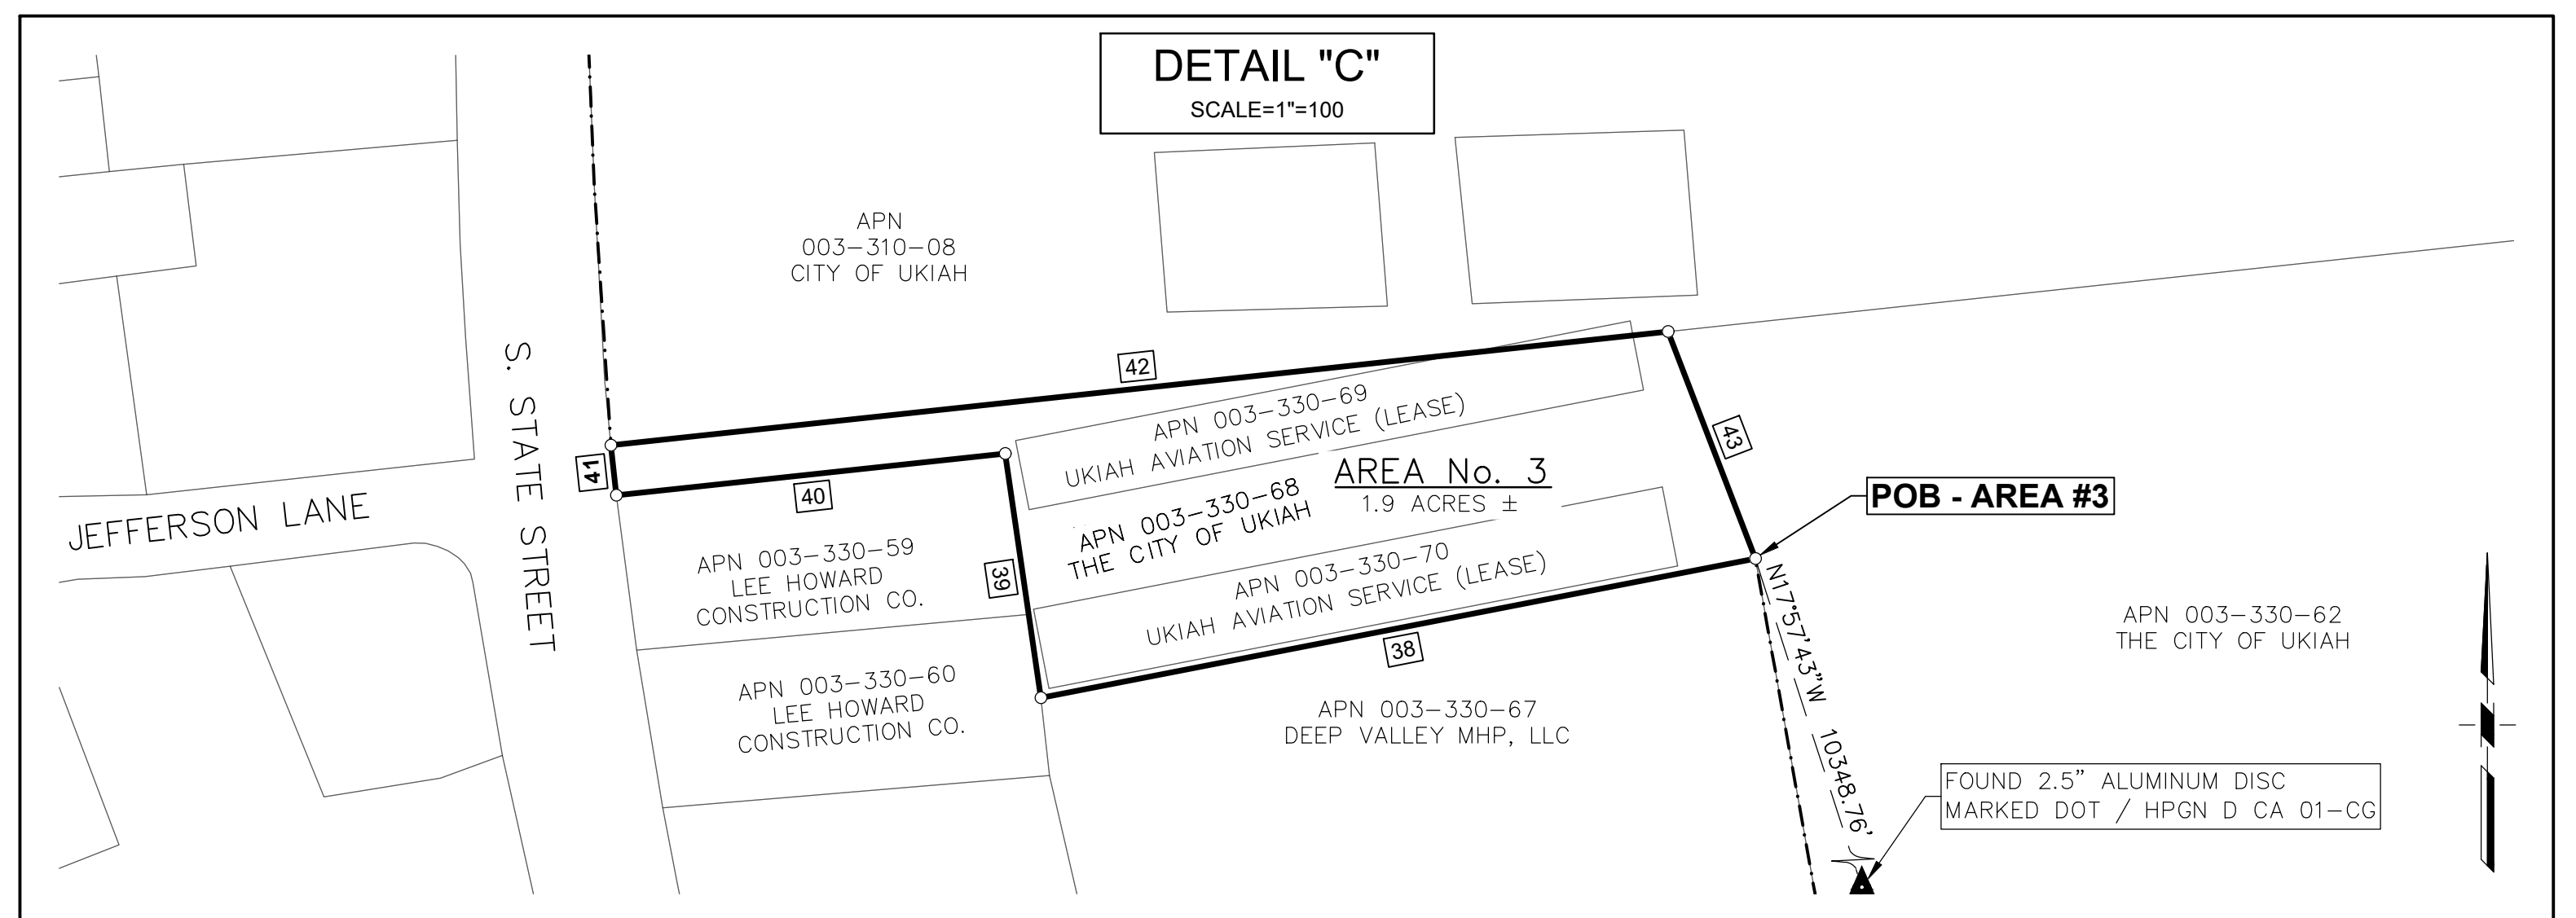 DETAIL "C"
SCALE=1"=100
APN
003-310-08
CITY OF UKIAH
42
S. STATE STREET
41
40
43
APN 003-330-69
UKIAH AVIATION SERVICE (LEASE)
AREA No. 3
1.9 ACRES ±
APN 003-330-68
THE CITY OF UKIAH
POB - AREA #3
JEFFERSON LANE
APN 003-330-59
LEE HOWARD
CONSTRUCTION CO.
39
APN 003-330-70
UKIAH AVIATION SERVICE (LEASE)
38
N17°57'43"W 10348.76'
APN 003-330-62
THE CITY OF UKIAH
APN 003-330-60
LEE HOWARD
CONSTRUCTION CO.
APN 003-330-67
DEEP VALLEY MHP, LLC
FOUND 2.5" ALUMINUM DISC
MARKED DOT / HPGN D CA 01-CG